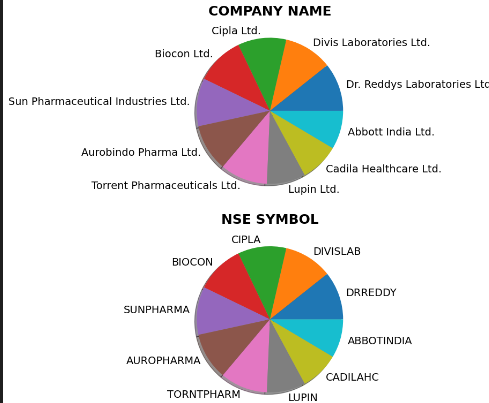 COMPANY NAME
Cipla Ltd.
Divis Laboratories Ltd.
Biocon Ltd.
Dr. Reddys Laboratories Ltd
Sun Pharmaceutical Industries Ltd.
Abbott India Ltd.
Aurobindo Pharma Ltd.
Cadila Healthcare Ltd.
Torrent Pharmaceuticals Ltd.
Lupin Ltd.
NSE SYMBOL
CIPLA
DIVISLAB
BIOCON
DRREDDY
SUNPHARMA
ABBOTINDIA
AUROPHARMA
CADILAHC
TORNTPHARM
LUPIN